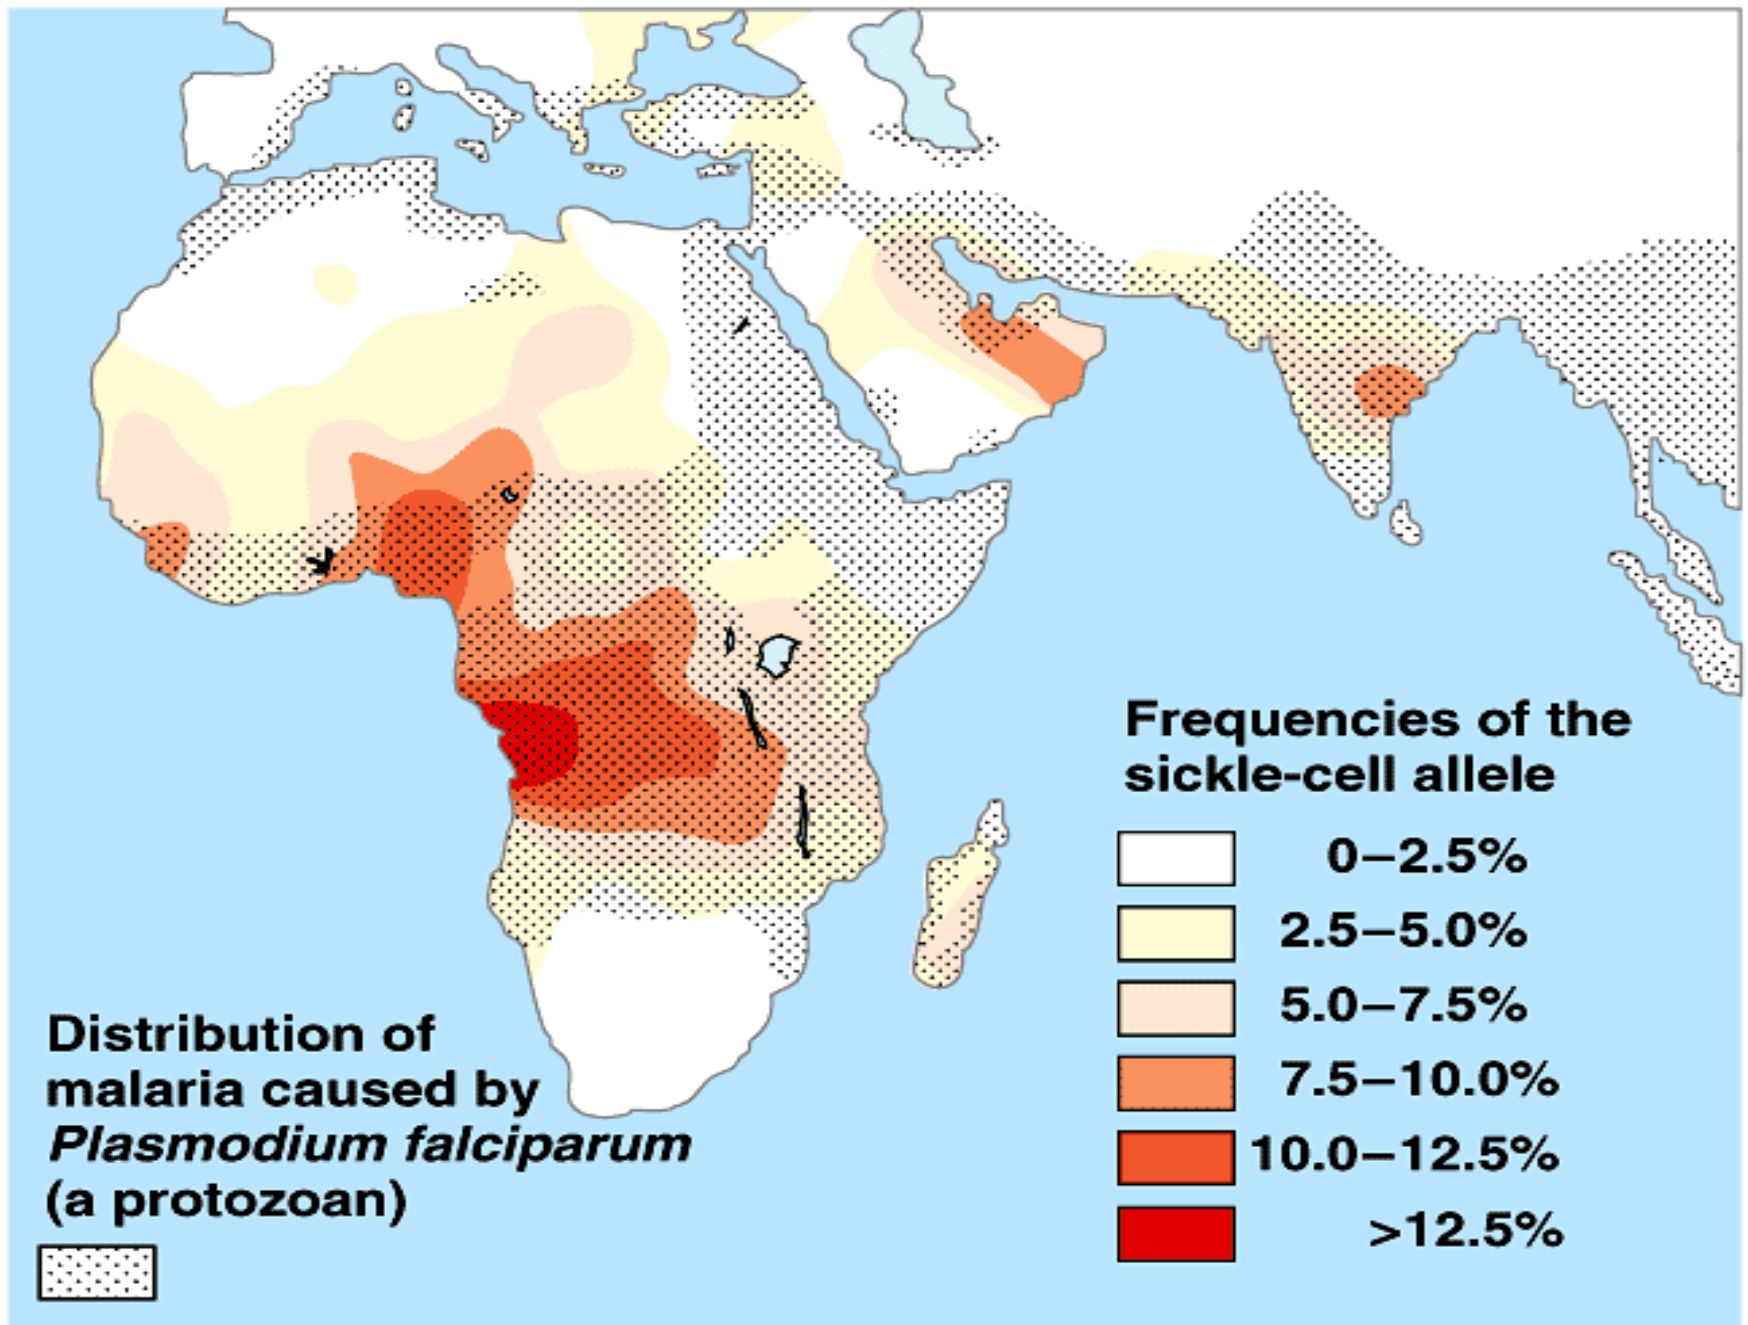 Frequencies of the
sickle-cell allele
0–2.5%
2.5–5.0%
5.0–7.5%
7.5–10.0%
10.0–12.5%
>12.5%
Distribution of
malaria caused by
Plasmodium falciparum
(a protozoan)